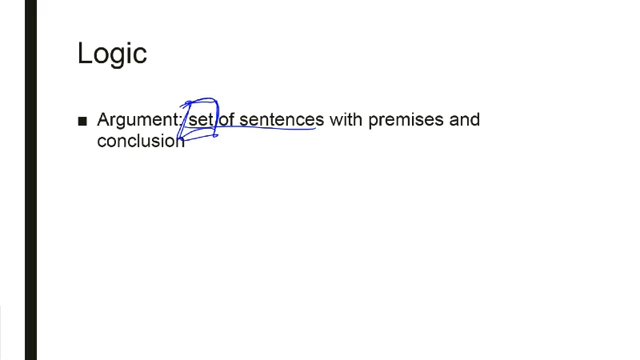 Logic
■ Argument: set of sentences with premises and
conclusion